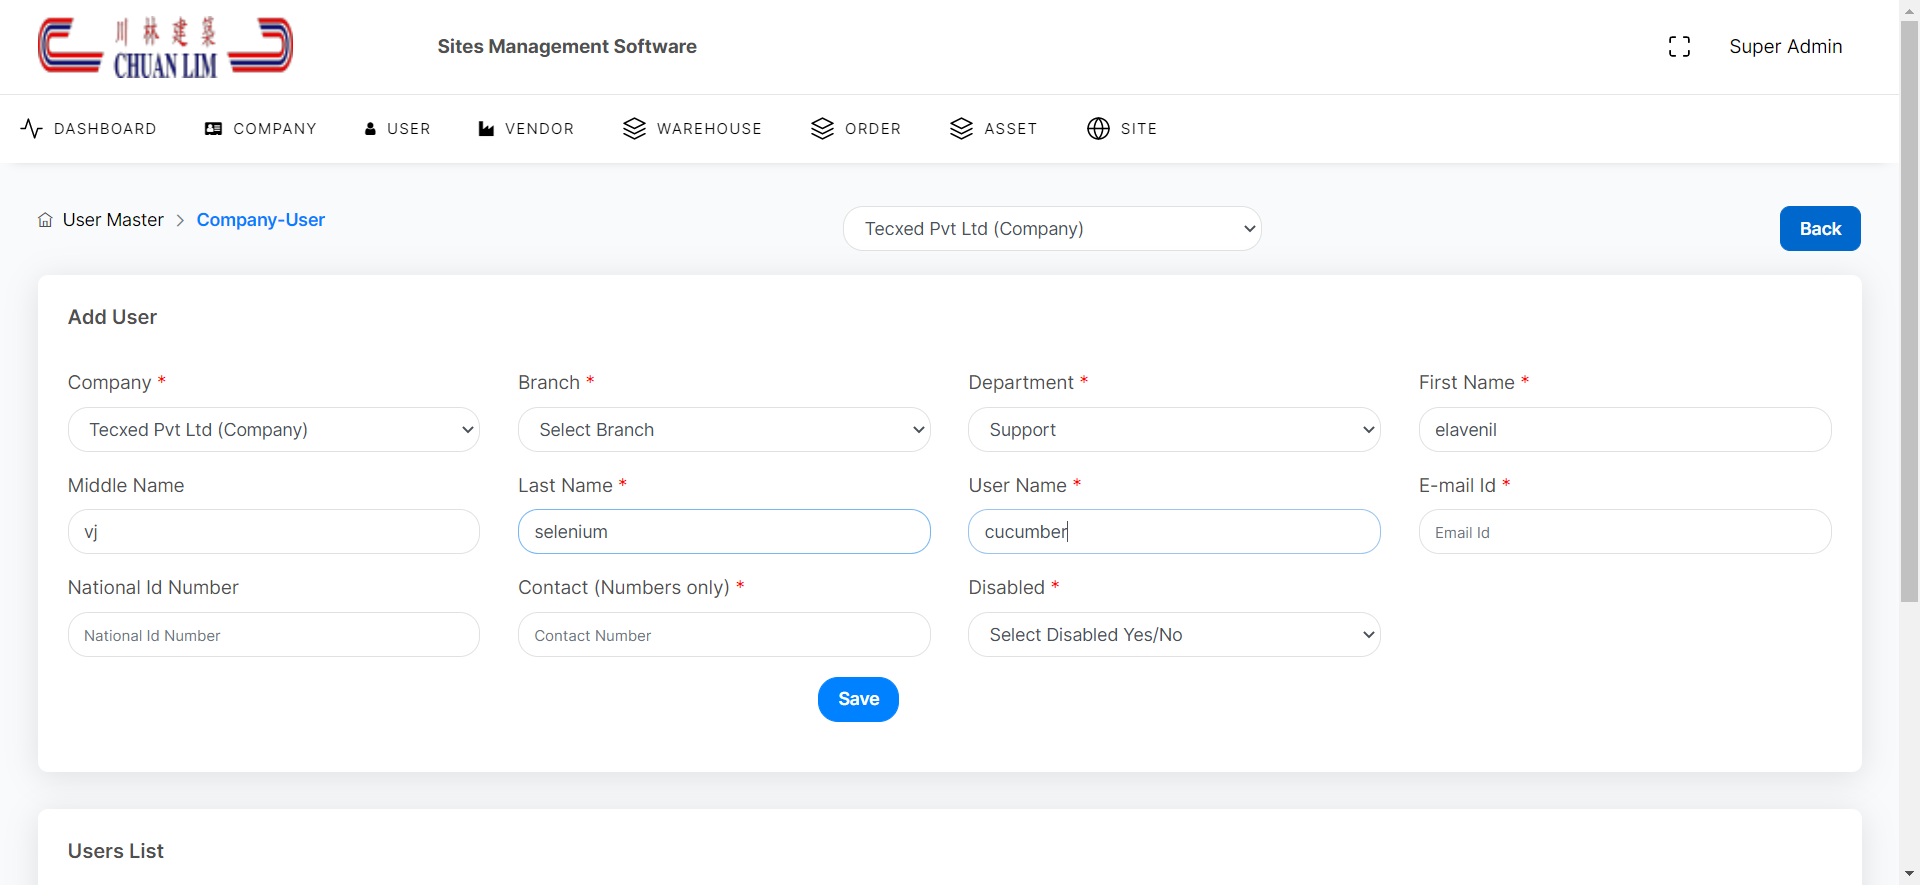 川林建築
CHUAN LIM
Sites Management Software
Super Admin
DASHBOARD COMPANY USER VENDOR WAREHOUSE ORDER ASSET SITE
User Master > Company-User
Tecxed Pvt Ltd (Company)
Back
Add User
Company * Branch * Department * First Name *
Tecxed Pvt Ltd (Company) Select Branch Support elavenil
Middle Name Last Name * User Name * E-mail Id *
vj selenium cucumber Email Id
National Id Number Contact (Numbers only) * Disabled *
National Id Number Contact Number Select Disabled Yes/No
Save
Users List